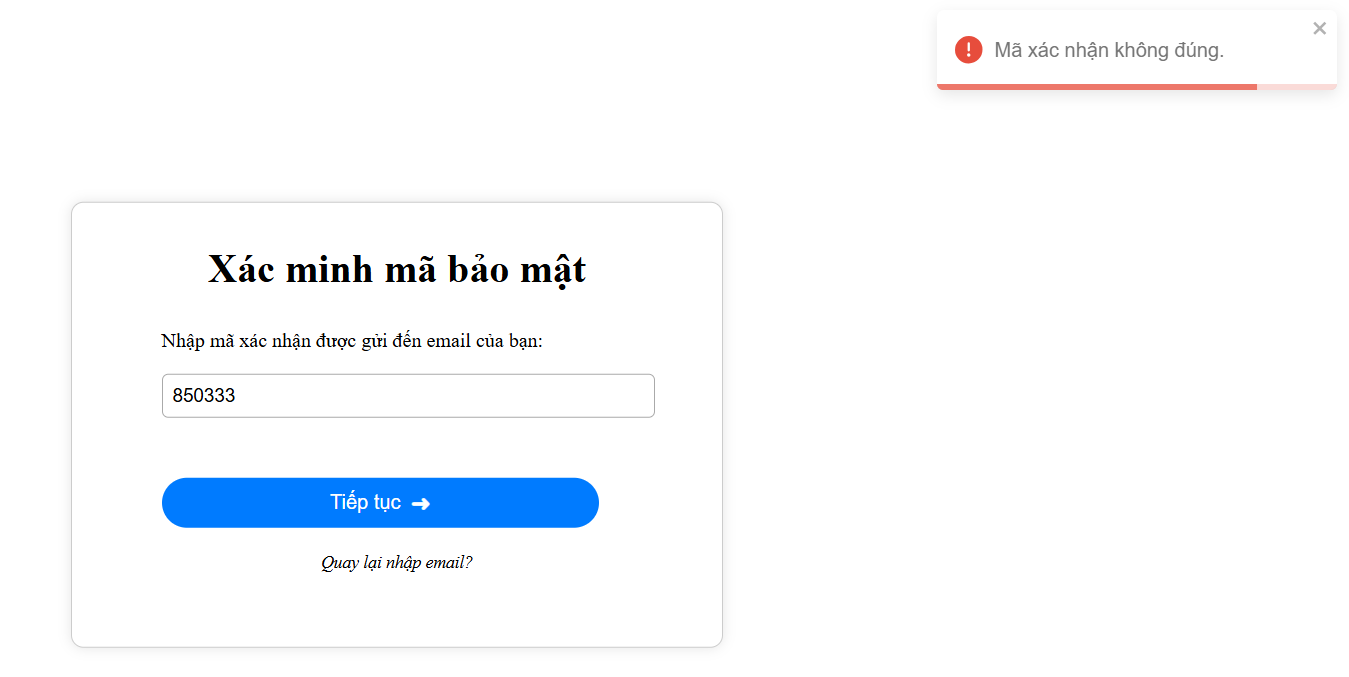 Mã xác nhận không đúng.
Xác minh mã bảo mật
Nhập mã xác nhận được gửi đến email của bạn:
850333
Tiếp tục ➜
Quay lại nhập email?